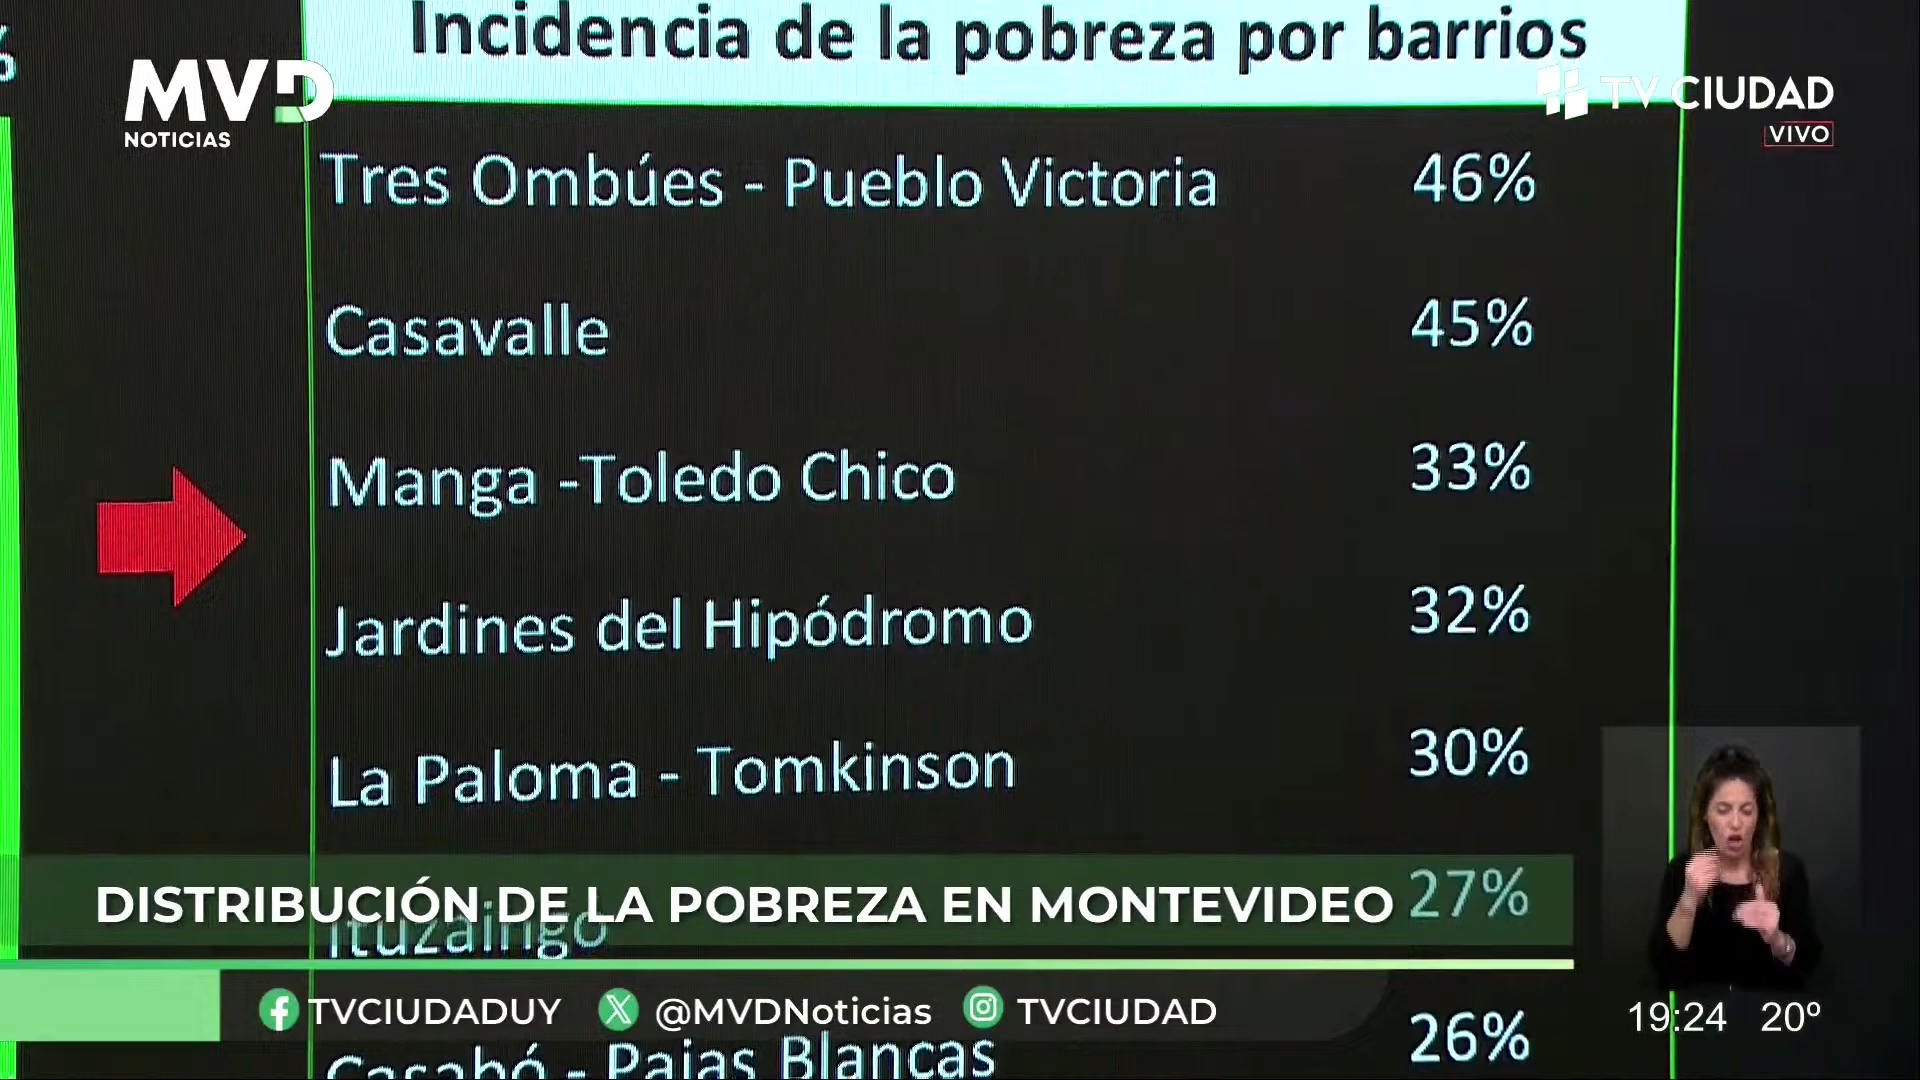 Incidencia de la pobreza por barrios
MVD
NOTICIAS
TV CIUDAD
VIVO
%
Tres Ombúes - Pueblo Victoria 46%
Casavalle 45%
Manga -Toledo Chico 33%
Jardines del Hipódromo 32%
La Paloma - Tomkinson 30%
DISTRIBUCIÓN DE LA POBREZA EN MONTEVIDEO
Ituzaingo 27%
TVCIUDADUY @MVDNoticias TVCIUDAD
19:24 20º
Casabó - Pajas Blancas 26%